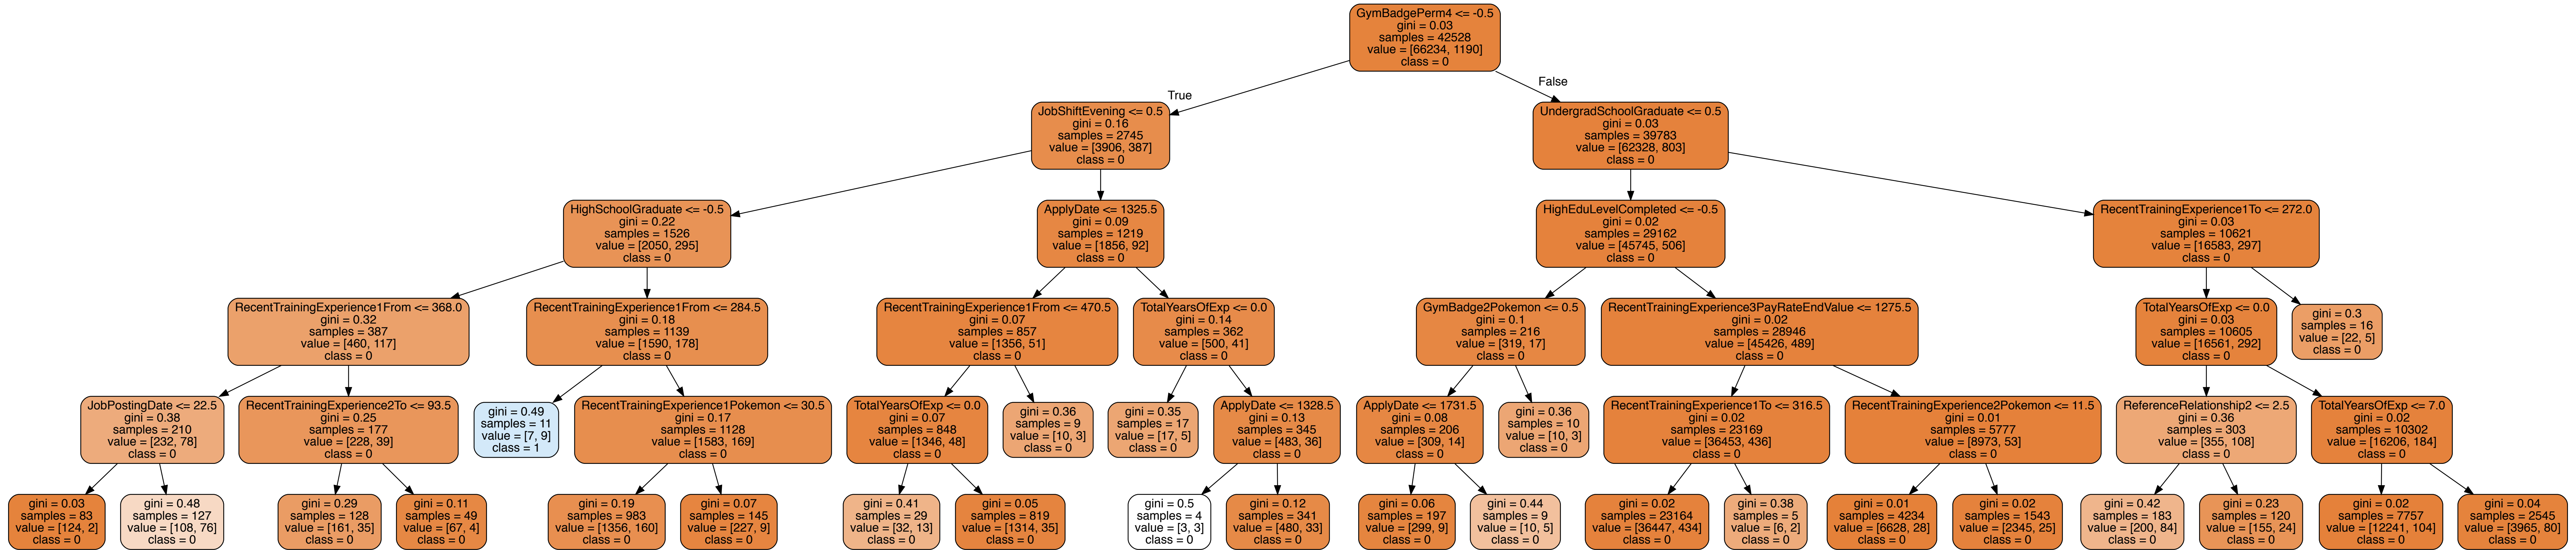 GymBadgePerm4 <= -0.5
gini = 0.03
samples = 42528
value = [66234, 1190]
class = 0
True
False
JobShiftEvening <= 0.5
gini = 0.16
samples = 2745
value = [3906, 387]
class = 0
UndergradSchoolGraduate <= 0.5
gini = 0.03
samples = 39783
value = [62328, 803]
class = 0
HighSchoolGraduate <= -0.5
gini = 0.22
samples = 1526
value = [2050, 295]
class = 0
ApplyDate <= 1325.5
gini = 0.09
samples = 1219
value = [1856, 92]
class = 0
HighEduLevelCompleted <= -0.5
gini = 0.02
samples = 29162
value = [45745, 506]
class = 0
RecentTrainingExperience1To <= 272.0
gini = 0.03
samples = 10621
value = [16583, 297]
class = 0
RecentTrainingExperience1From <= 368.0
gini = 0.32
samples = 387
value = [460, 117]
class = 0
RecentTrainingExperience1From <= 284.5
gini = 0.18
samples = 1139
value = [1590, 178]
class = 0
RecentTrainingExperience1From <= 470.5
gini = 0.07
samples = 857
value = [1356, 51]
class = 0
TotalYearsOfExp <= 0.0
gini = 0.14
samples = 362
value = [500, 41]
class = 0
GymBadge2Pokemon <= 0.5
gini = 0.1
samples = 216
value = [319, 17]
class = 0
RecentTrainingExperience3PayRateEndValue <= 1275.5
gini = 0.02
samples = 28946
value = [45426, 489]
class = 0
TotalYearsOfExp <= 0.0
gini = 0.03
samples = 10605
value = [16561, 292]
class = 0
gini = 0.3
samples = 16
value = [22, 5]
class = 0
JobPostingDate <= 22.5
gini = 0.38
samples = 210
value = [232, 78]
class = 0
RecentTrainingExperience2To <= 93.5
gini = 0.25
samples = 177
value = [228, 39]
class = 0
gini = 0.49
samples = 11
value = [7, 9]
class = 1
RecentTrainingExperience1Pokemon <= 30.5
gini = 0.17
samples = 1128
value = [1583, 169]
class = 0
TotalYearsOfExp <= 0.0
gini = 0.07
samples = 848
value = [1346, 48]
class = 0
gini = 0.36
samples = 9
value = [10, 3]
class = 0
gini = 0.35
samples = 17
value = [17, 5]
class = 0
ApplyDate <= 1328.5
gini = 0.13
samples = 345
value = [483, 36]
class = 0
ApplyDate <= 1731.5
gini = 0.08
samples = 206
value = [309, 14]
class = 0
gini = 0.36
samples = 10
value = [10, 3]
class = 0
RecentTrainingExperience1To <= 316.5
gini = 0.02
samples = 23169
value = [36453, 436]
class = 0
RecentTrainingExperience2Pokemon <= 11.5
gini = 0.01
samples = 5777
value = [8973, 53]
class = 0
ReferenceRelationship2 <= 2.5
gini = 0.36
samples = 303
value = [355, 108]
class = 0
TotalYearsOfExp <= 7.0
gini = 0.02
samples = 10302
value = [16206, 184]
class = 0
gini = 0.03
samples = 83
value = [124, 2]
class = 0
gini = 0.48
samples = 127
value = [108, 76]
class = 0
gini = 0.29
samples = 128
value = [161, 35]
class = 0
gini = 0.11
samples = 49
value = [67, 4]
class = 0
gini = 0.19
samples = 983
value = [1356, 160]
class = 0
gini = 0.07
samples = 145
value = [227, 9]
class = 0
gini = 0.41
samples = 29
value = [32, 13]
class = 0
gini = 0.05
samples = 819
value = [1314, 35]
class = 0
gini = 0.5
samples = 4
value = [3, 3]
class = 0
gini = 0.12
samples = 341
value = [480, 33]
class = 0
gini = 0.06
samples = 197
value = [299, 9]
class = 0
gini = 0.44
samples = 9
value = [10, 5]
class = 0
gini = 0.02
samples = 23164
value = [36447, 434]
class = 0
gini = 0.38
samples = 5
value = [6, 2]
class = 0
gini = 0.01
samples = 4234
value = [6628, 28]
class = 0
gini = 0.02
samples = 1543
value = [2345, 25]
class = 0
gini = 0.42
samples = 183
value = [200, 84]
class = 0
gini = 0.23
samples = 120
value = [155, 24]
class = 0
gini = 0.02
samples = 7757
value = [12241, 104]
class = 0
gini = 0.04
samples = 2545
value = [3965, 80]
class = 0